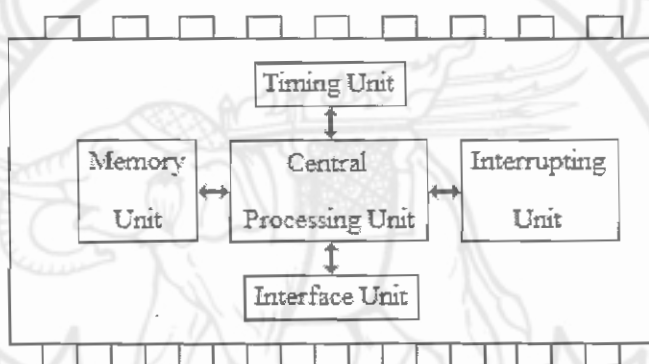 Timing Unit
Memory
Unit
Central
Processing Unit
Interrupting
Unit
Interface Unit